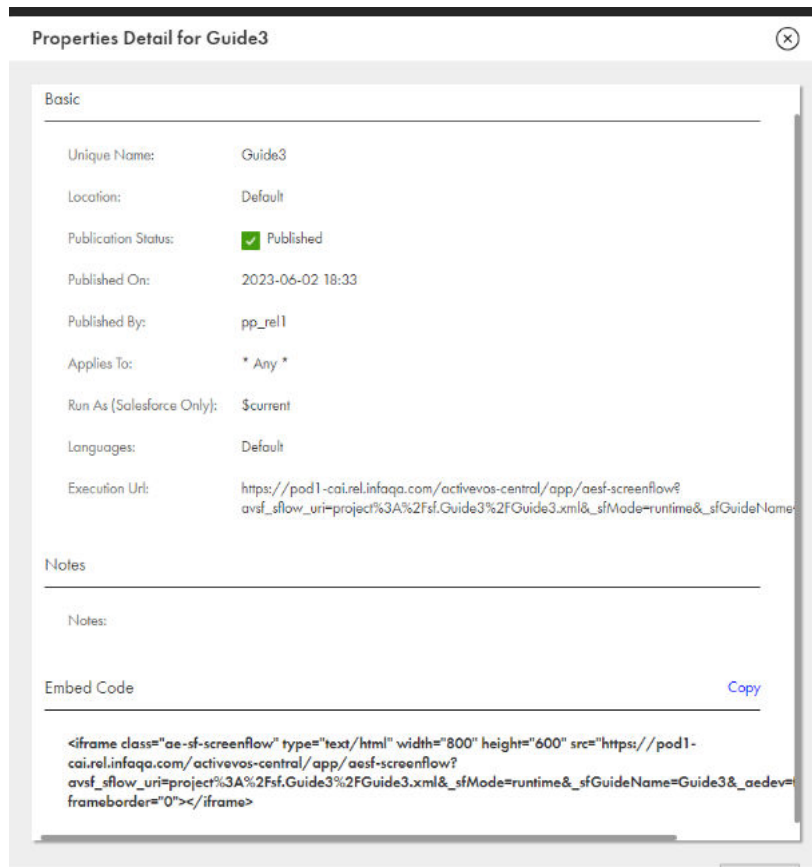 Properties Detail for Guide3
Basic
Unique Name: Guide3
Location: Default
Publication Status: Published
Published On: 2023-06-02 18:33
Published By: pp_rel1
Applies To: * Any *
Run As (Salesforce Only): $current
Languages: Default
Execution Url: https://pod1-cai.rel.infaqa.com/activevos-central/app/aesf-screenflow?
avsf_sflow_uri=project%3A%2Fsf.Guide3%2FGuide3.xml&_sfMode=runtime&_sfGuideName=
Notes
Notes:
Embed Code Copy
<iframe class="ae-sf-screenflow" type="text/html" width="800" height="600" src="https://pod1-
cai.rel.infaqa.com/activevos-central/app/aesf-screenflow?
avsf_sflow_uri=project%3A%2Fsf.Guide3%2FGuide3.xml&_sfMode=runtime&_sfGuideName=Guide3&_aedev=
frameborder="0"></iframe>